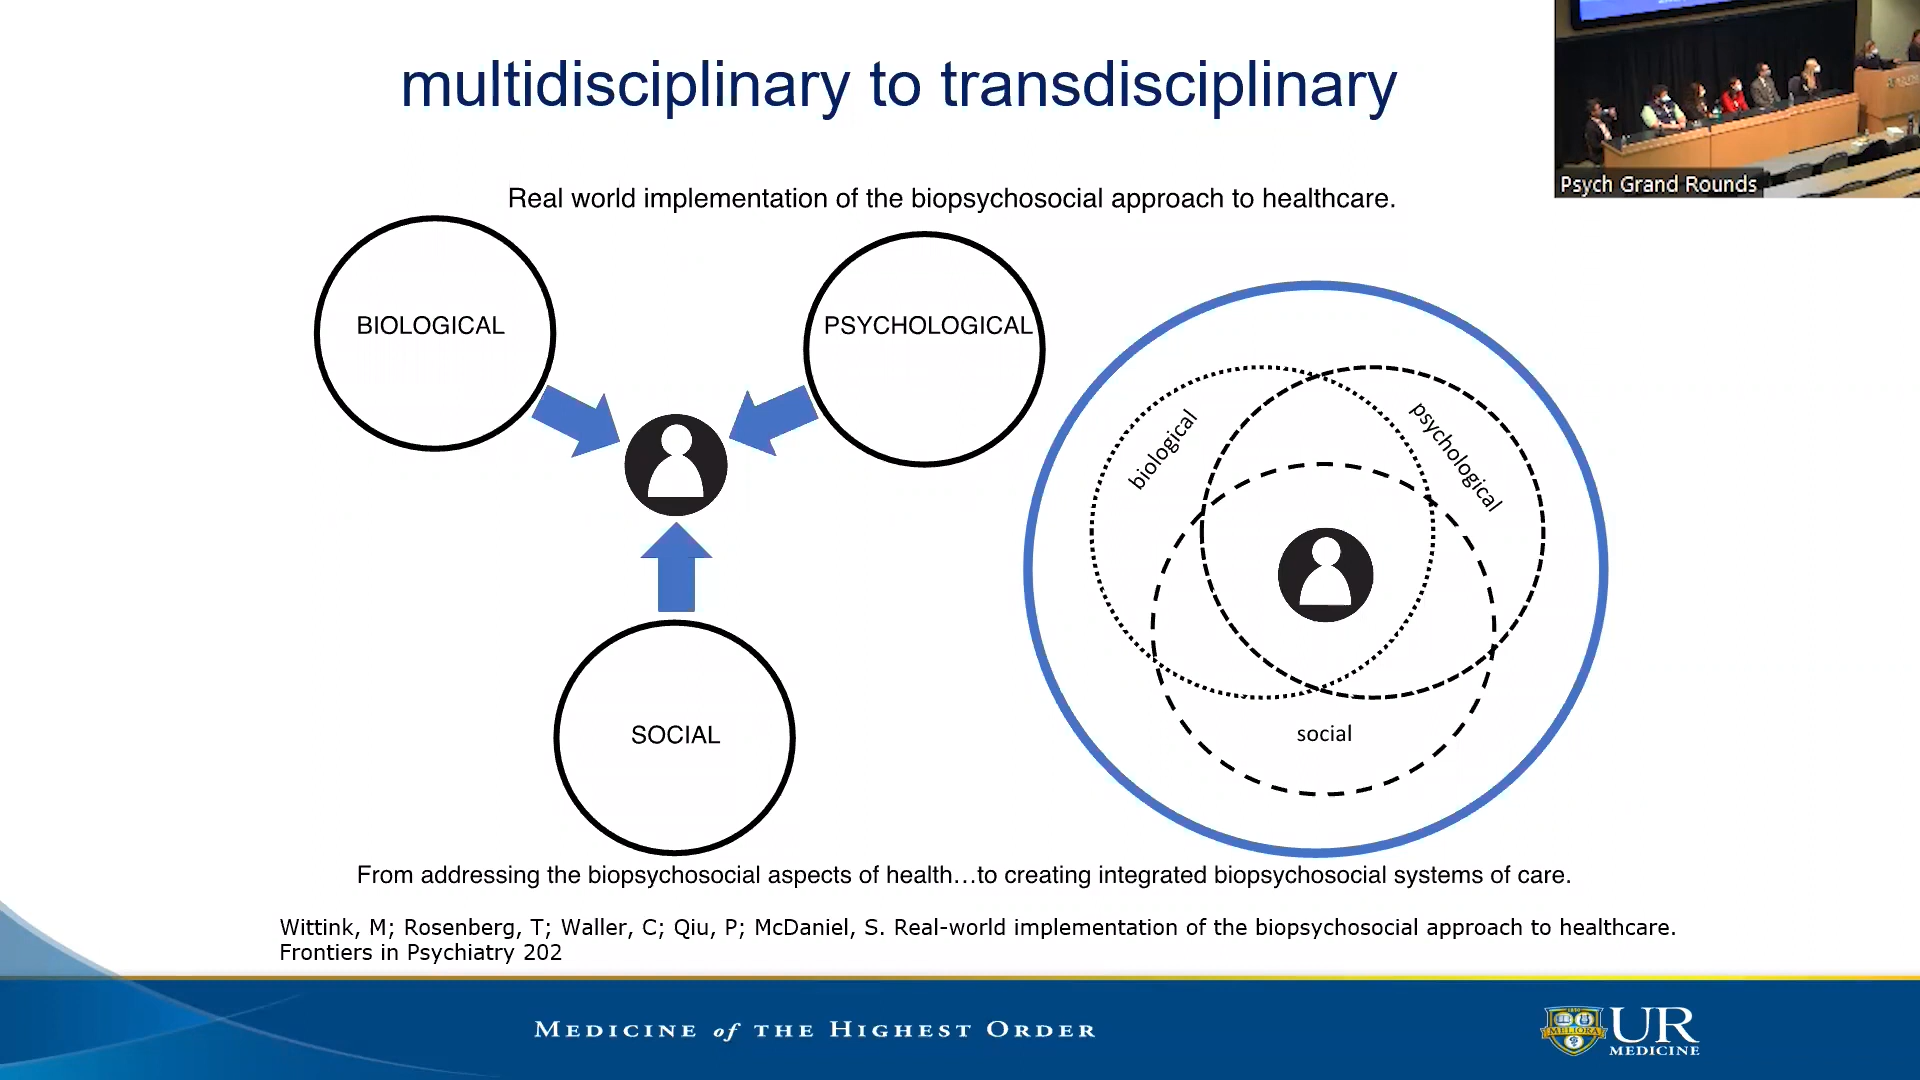 multidisciplinary to transdisciplinary
Psych Grand Rounds
Real world implementation of the biopsychosocial approach to healthcare.
BIOLOGICAL
PSYCHOLOGICAL
SOCIAL
biological
psychological
social
From addressing the biopsychosocial aspects of health…to creating integrated biopsychosocial systems of care.
Wittink, M; Rosenberg, T; Waller, C; Qiu, P; McDaniel, S. Real-world implementation of the biopsychosocial approach to healthcare.
Frontiers in Psychiatry 202
MEDICINE of THE HIGHEST ORDER
MELIORA
UR
MEDICINE